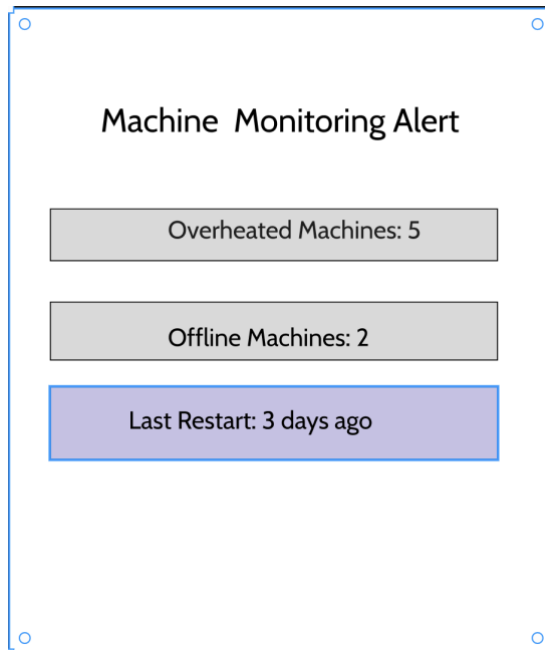 Machine  Monitoring Alert
Overheated Machines: 5
Offline Machines: 2
Last Restart: 3 days ago